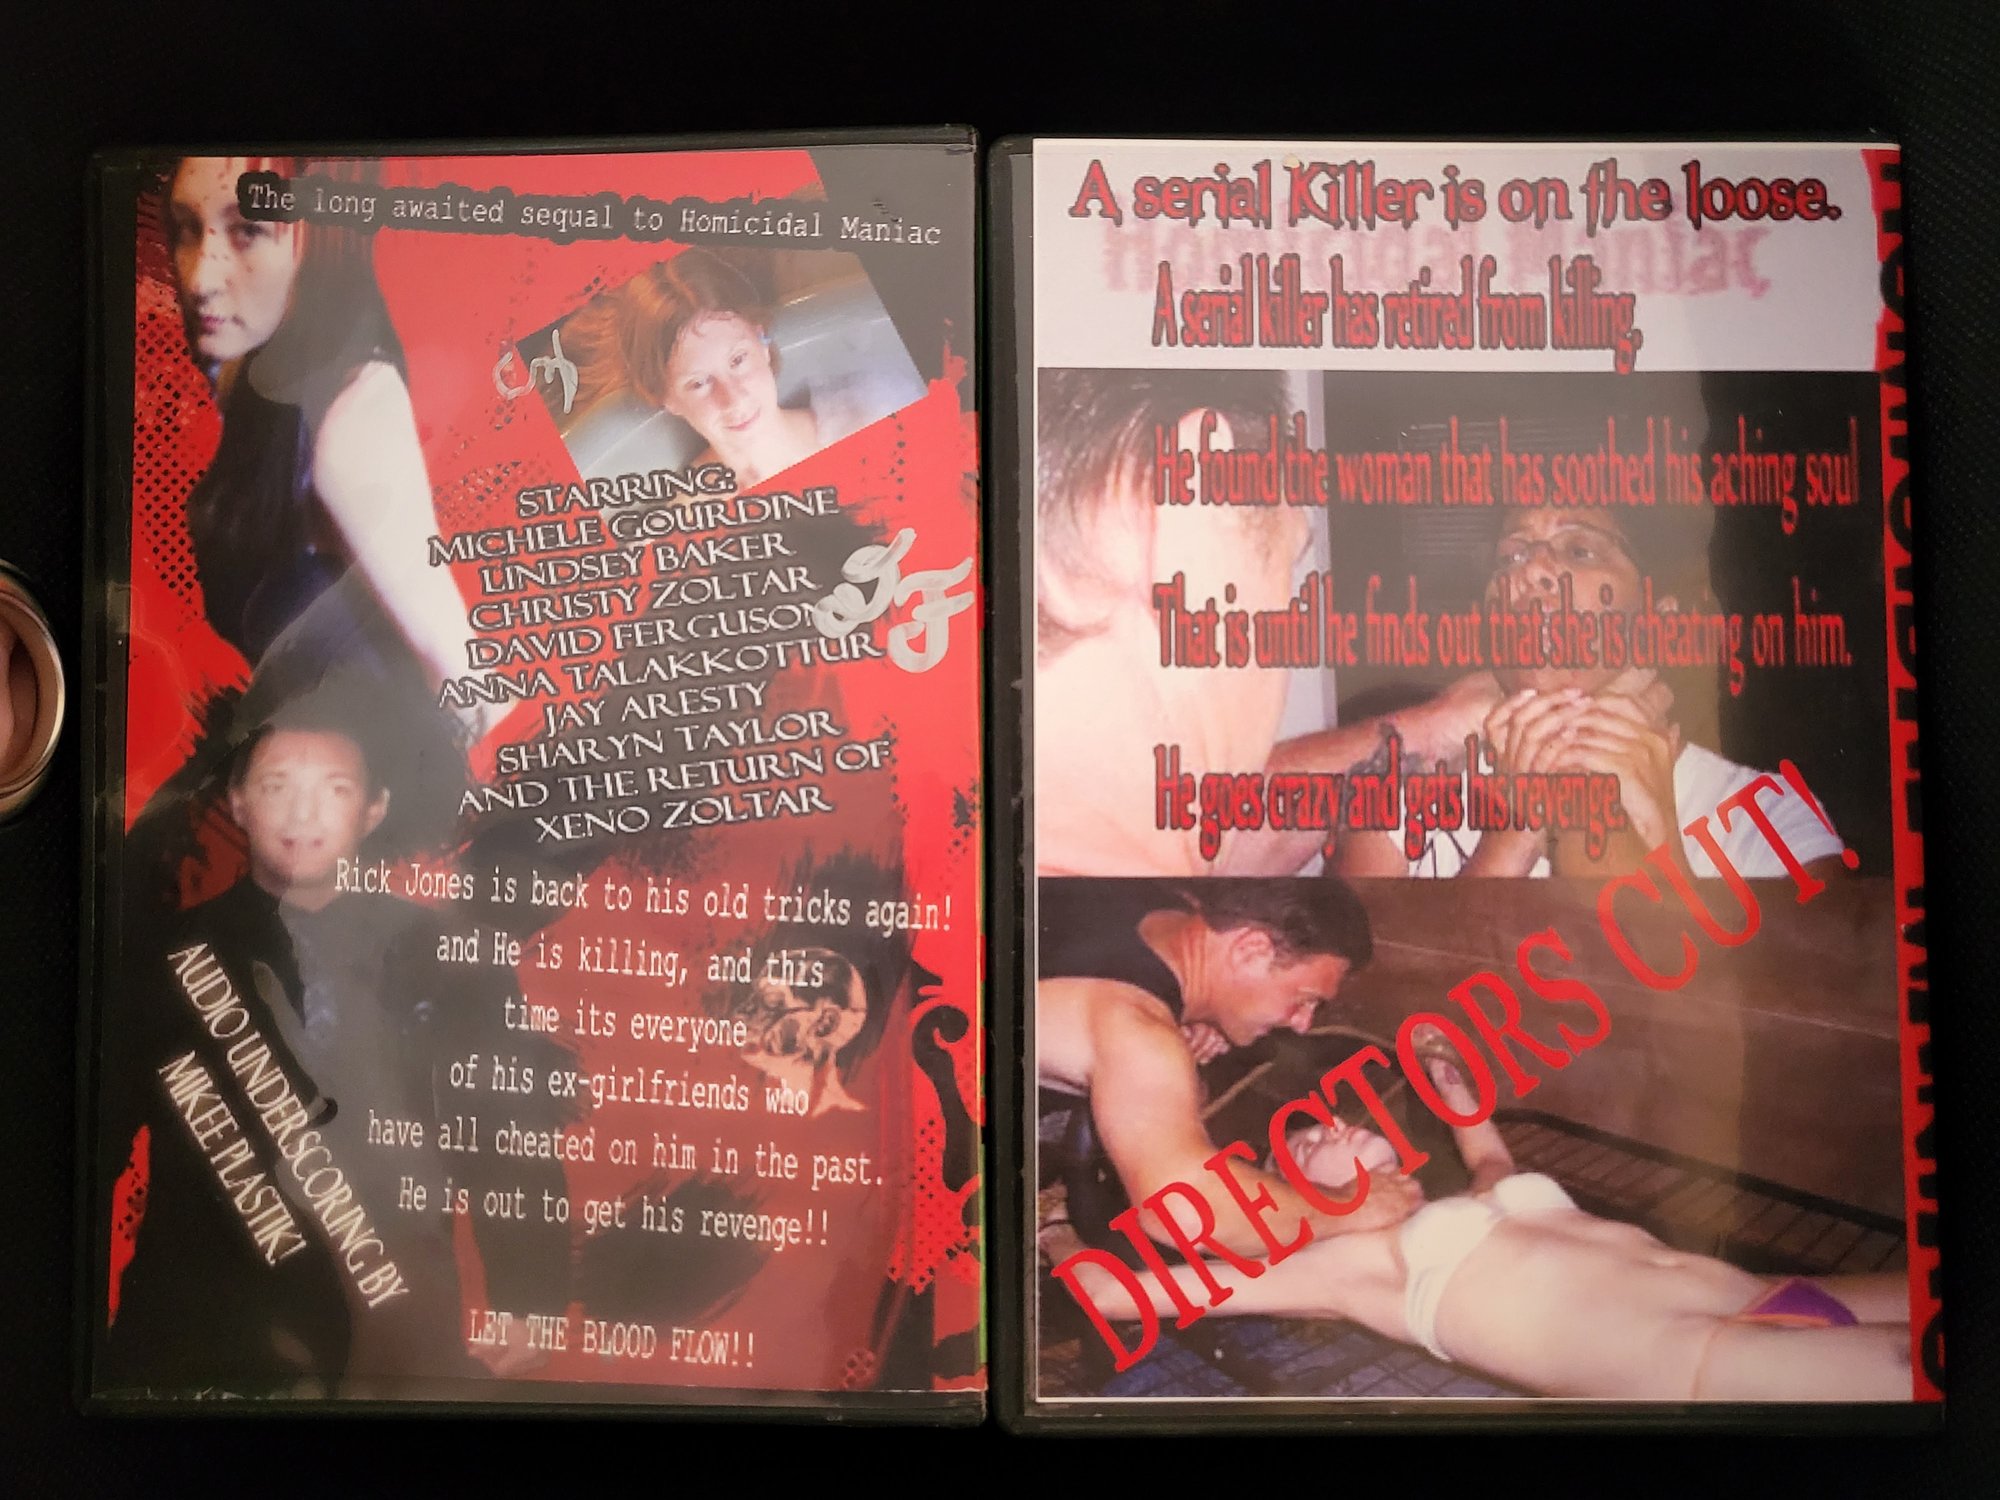 The long awaited sequal to Homicidal Maniac
STARRING:
MICHELE GOURDINE
LINDSEY BAKER
CHRISTY ZOLTAR
DAVID FERGUSON
ANNA TALAKKOTTUR
JAY ARESTY
SHARYN TAYLOR
AND THE RETURN OF
XENO ZOLTAR
Rick Jones is back to his old tricks again!
and He is killing, and this
time its everyone
of his ex-girlfriends who
have all cheated on him in the past.
He is out to get his revenge!!
AUDIO UNDERSCORING BY
MIKEE PLASTIK!
LET THE BLOOD FLOW!!
A serial Killer is on the loose.
Homicidal Maniac
A serial killer has retired from killing.
He found the woman that has soothed his aching soul
That is until he finds out that she is cheating on him.
He goes crazy and gets his revenge.
DIRECTORS CUT!